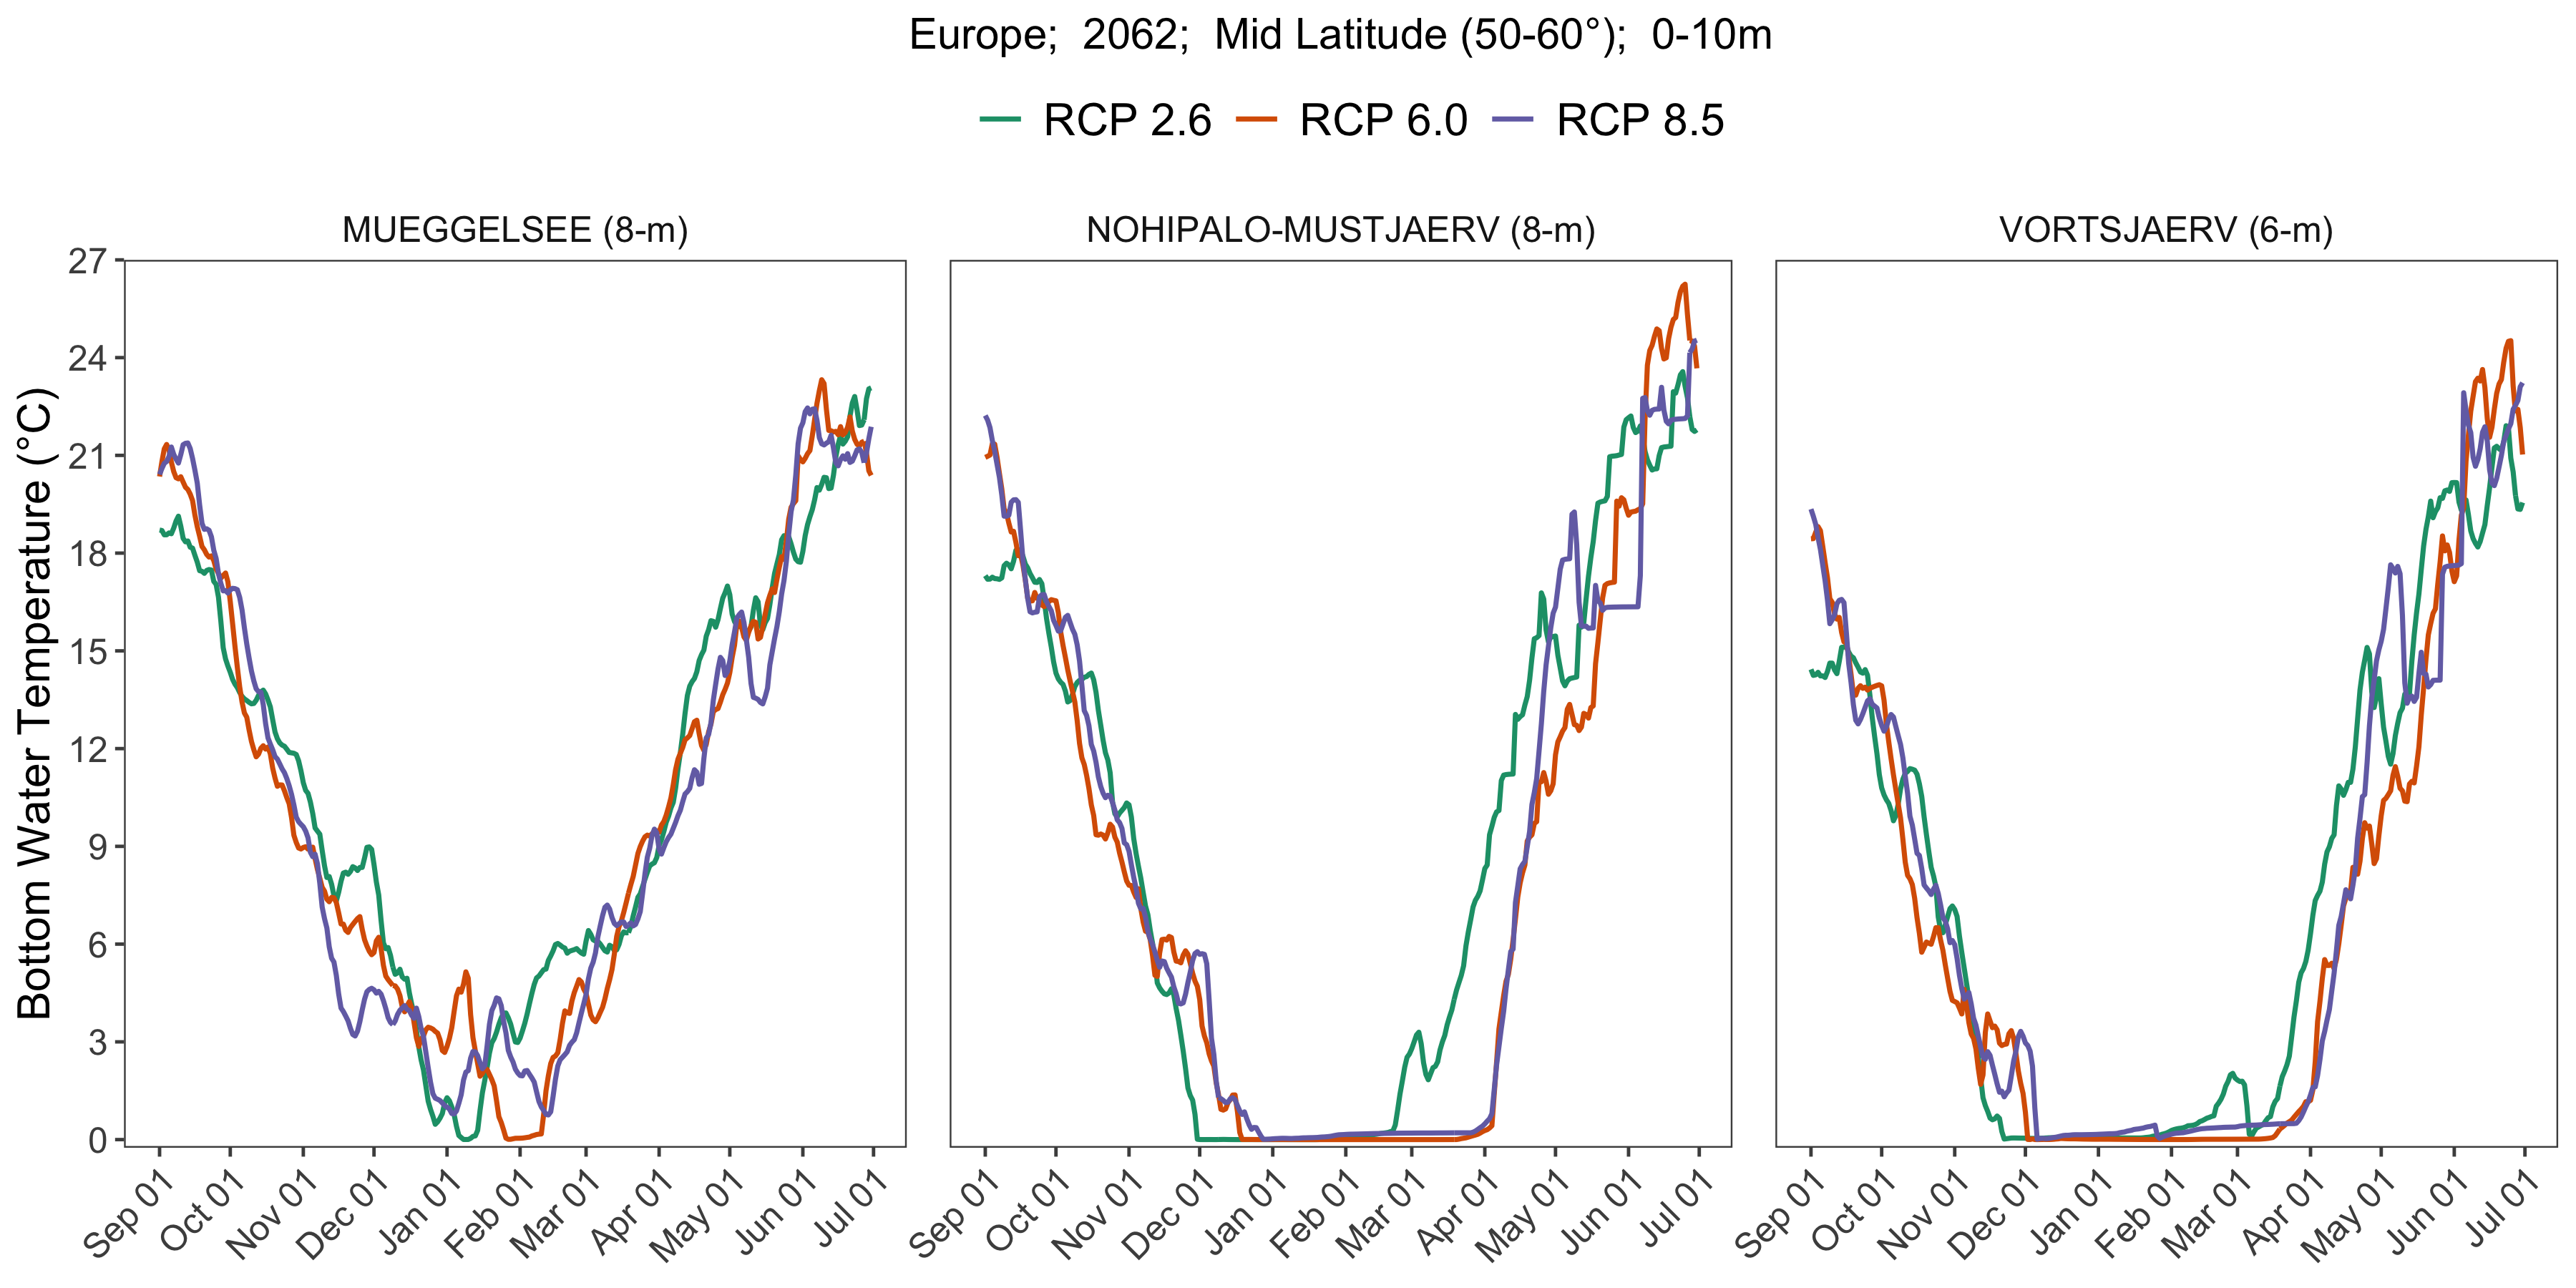 Europe;  2062;  Mid Latitude (50-60°);  0-10m
RCP 2.6 RCP 6.0 RCP 8.5
MUEGGELSEE (8-m) NOHIPALO-MUSTJAERV (8-m) VORTSJAERV (6-m)
Bottom Water Temperature (°C)
27
24
21
18
15
12
9
6
3
0
Sep 01 Oct 01 Nov 01 Dec 01 Jan 01 Feb 01 Mar 01 Apr 01 May 01 Jun 01 Jul 01 Sep 01 Oct 01 Nov 01 Dec 01 Jan 01 Feb 01 Mar 01 Apr 01 May 01 Jun 01 Jul 01 Sep 01 Oct 01 Nov 01 Dec 01 Jan 01 Feb 01 Mar 01 Apr 01 May 01 Jun 01 Jul 01